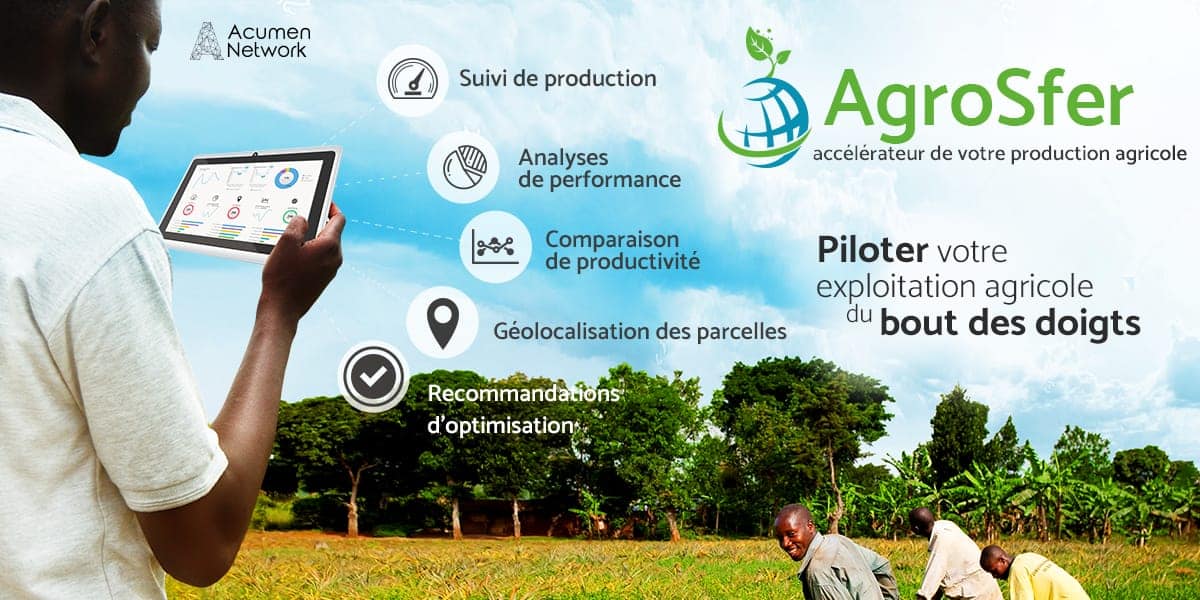 Acumen
Network
Suivi de production
Analyses
de performance
Comparaison
de productivité
Géolocalisation des parcelles
Recommandations
d'optimisation
AgroSfer
accélérateur de votre production agricole
Piloter votre
exploitation agricole
du bout des doigts